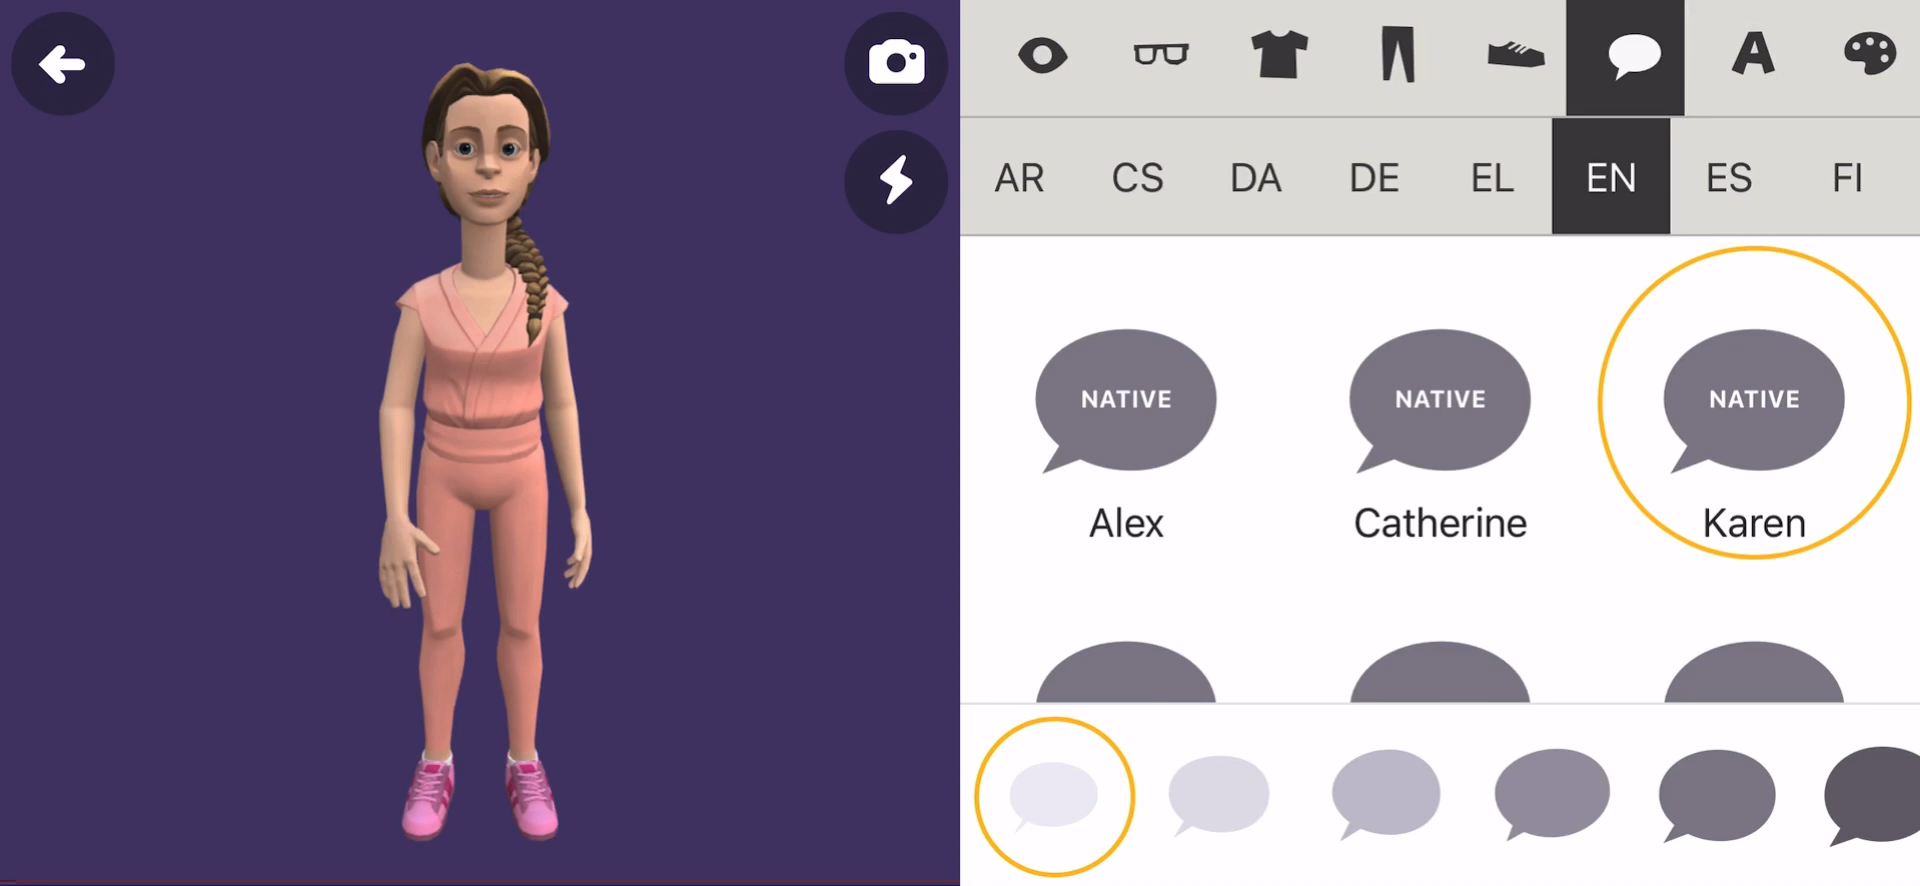 A
AR CS DA DE EL EN ES FI
NATIVE NATIVE NATIVE
Alex Catherine Karen